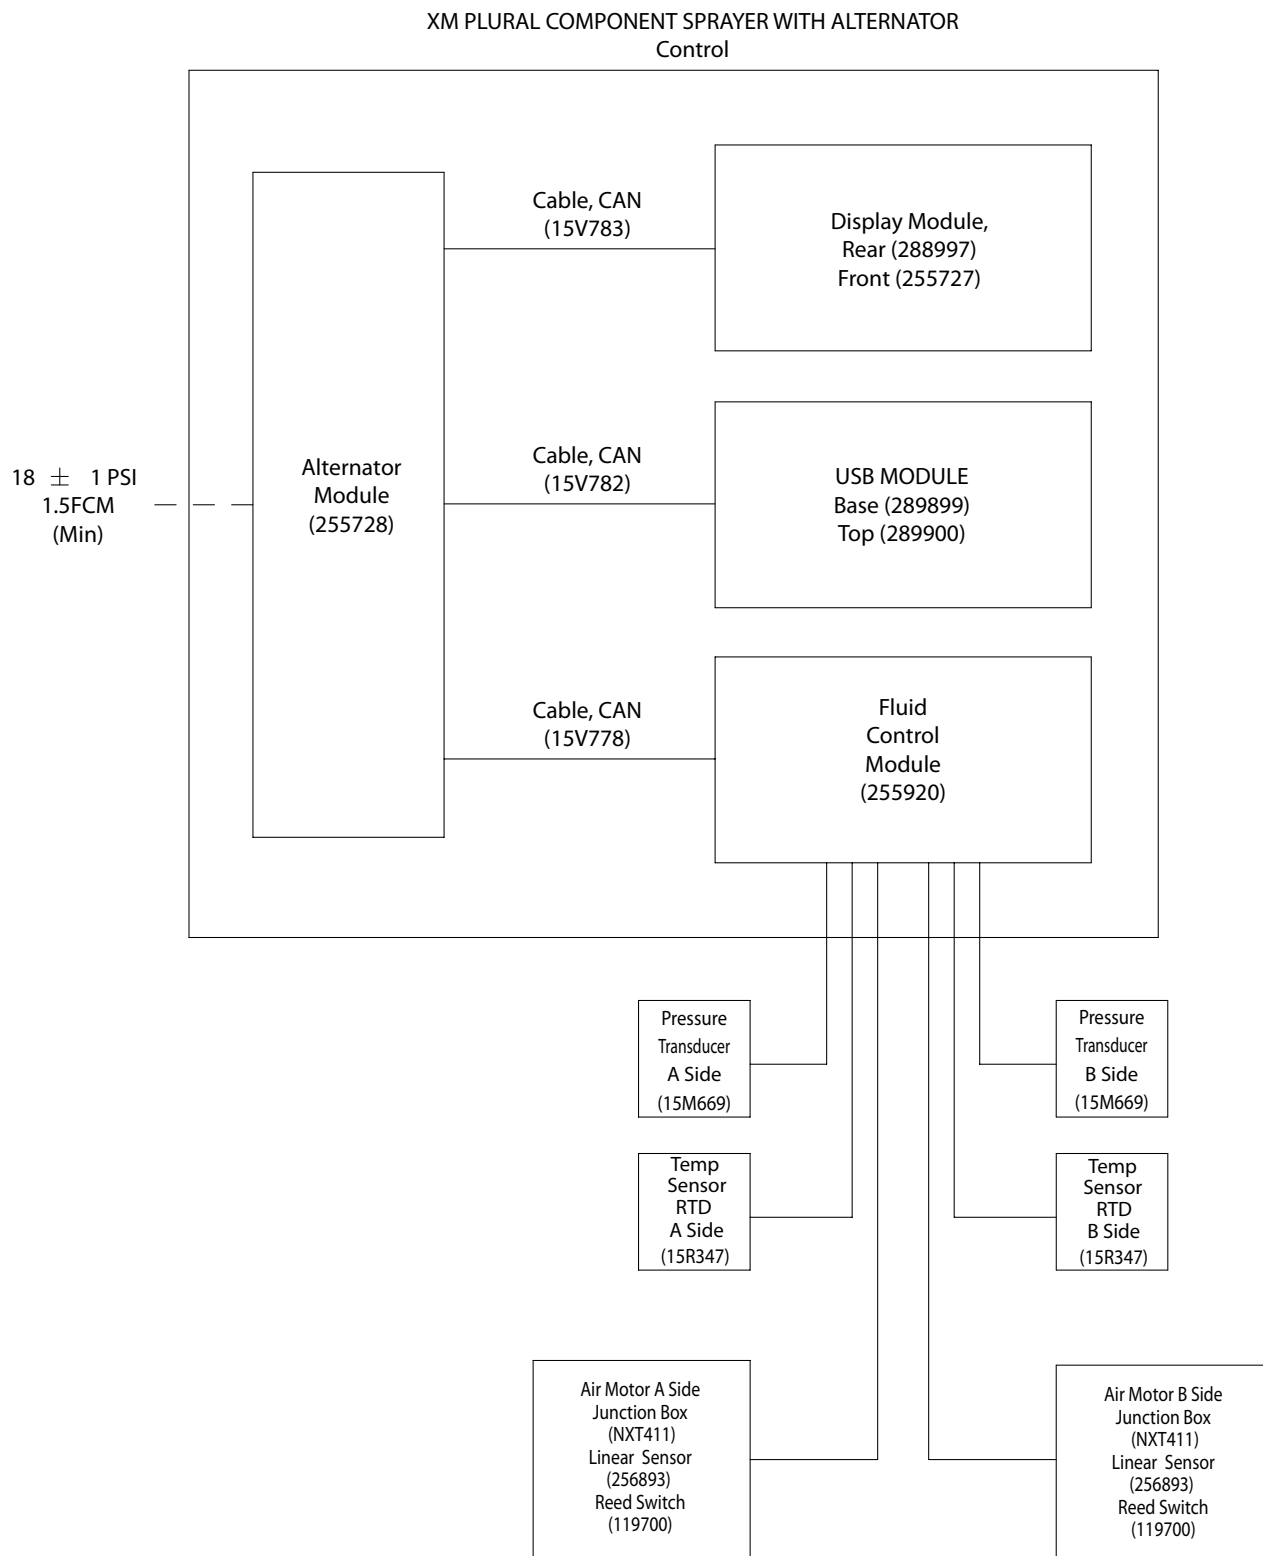 XM PLURAL COMPONENT SPRAYER WITH ALTERNATOR
Control
Cable, CAN
(15V783)
Display Module,
Rear (288997)
Front (255727)
18 ± 1 PSI
1.5FCM
(Min)
Alternator
Module
(255728)
Cable, CAN
(15V782)
USB MODULE
Base (289899)
Top (289900)
Cable, CAN
(15V778)
Fluid
Control
Module
(255920)
Pressure
Transducer
A Side
(15M669)
Pressure
Transducer
B Side
(15M669)
Temp
Sensor
RTD
A Side
(15R347)
Temp
Sensor
RTD
B Side
(15R347)
Air Motor A Side
Junction Box
(NXT411)
Linear Sensor
(256893)
Reed Switch
(119700)
Air Motor B Side
Junction Box
(NXT411)
Linear Sensor
(256893)
Reed Switch
(119700)